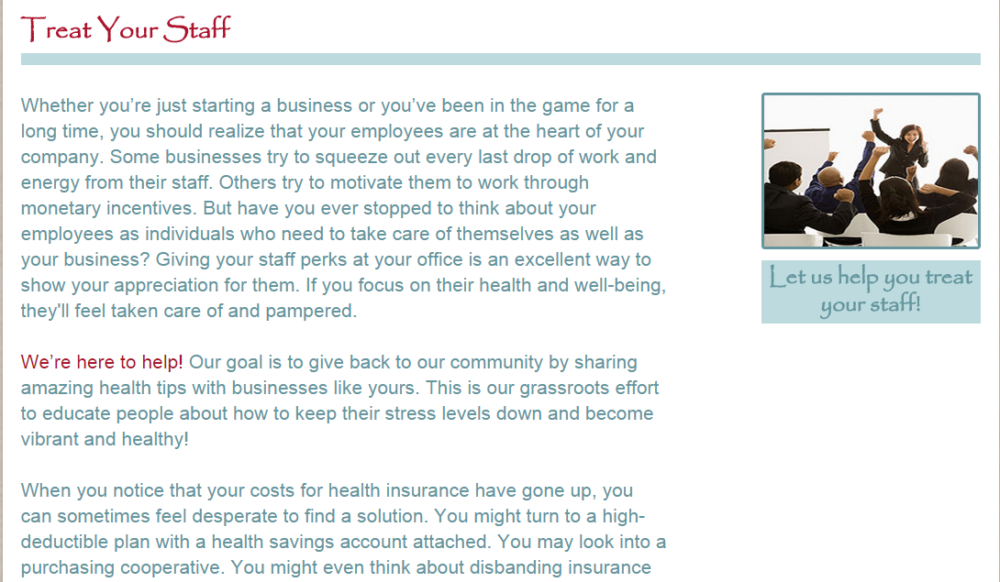 Treat Your Staff
Whether you’re just starting a business or you’ve been in the game for a
long time, you should realize that your employees are at the heart of your
company. Some businesses try to squeeze out every last drop of work and
energy from their staff. Others try to motivate them to work through
monetary incentives. But have you ever stopped to think about your
employees as individuals who need to take care of themselves as well as
your business? Giving your staff perks at your office is an excellent way to
show your appreciation for them. If you focus on their health and well-being,
they'll feel taken care of and pampered.
We’re here to help! Our goal is to give back to our community by sharing
amazing health tips with businesses like yours. This is our grassroots effort
to educate people about how to keep their stress levels down and become
vibrant and healthy!
When you notice that your costs for health insurance have gone up, you
can sometimes feel desperate to find a solution. You might turn to a high-
deductible plan with a health savings account attached. You may look into a
purchasing cooperative. You might even think about disbanding insurance
Let us help you treat
your staff!